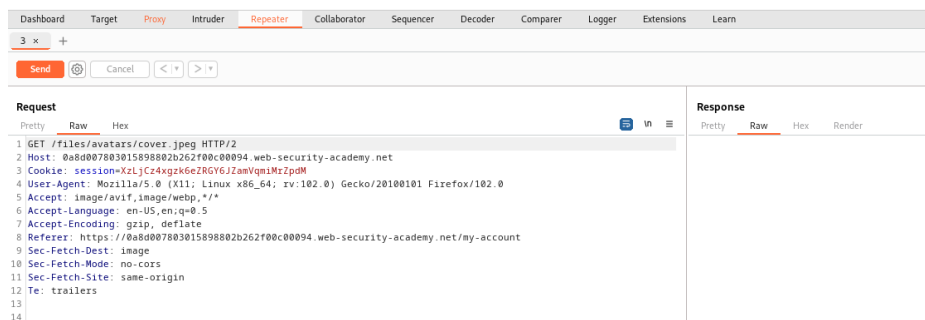 Dashboard Target Proxy Intruder Repeater Collaborator Sequencer Decoder Comparer Logger Extensions Learn
3 × +
Send Cancel < > 
Request
Pretty Raw Hex \n
1 GET /files/avatars/cover.jpeg HTTP/2
2 Host: 0a8d007803015898802b262f00c00094.web-security-academy.net
3 Cookie: session=XzLjCz4xgzk6eZRGY6JZamVqmiMrZpdM
4 User-Agent: Mozilla/5.0 (X11; Linux x86_64; rv:102.0) Gecko/20100101 Firefox/102.0
5 Accept: image/avif,image/webp,*/*
6 Accept-Language: en-US,en;q=0.5
7 Accept-Encoding: gzip, deflate
8 Referer: https://0a8d007803015898802b262f00c00094.web-security-academy.net/my-account
9 Sec-Fetch-Dest: image
10 Sec-Fetch-Mode: no-cors
11 Sec-Fetch-Site: same-origin
12 Te: trailers
13
14
Response
Pretty Raw Hex Render